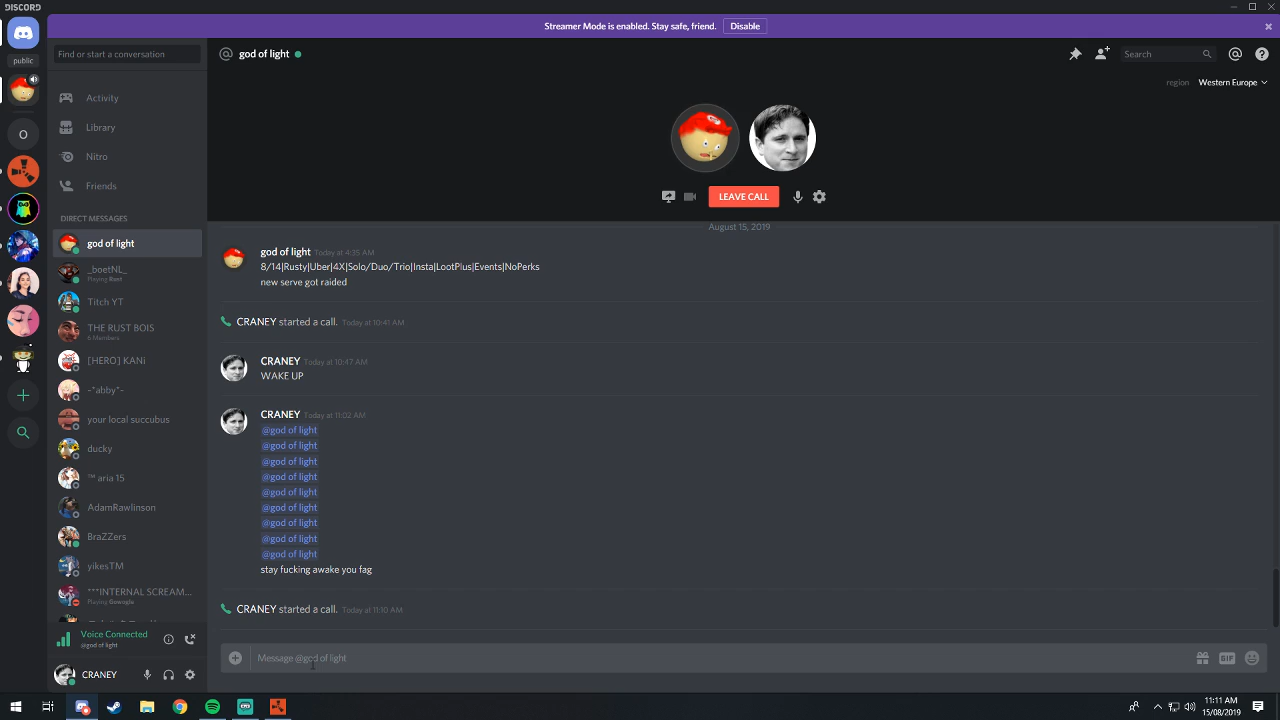 DISCORD
Streamer Mode is enabled. Stay safe, friend. Disable
public
Find or start a conversation
@ god of light
Search
region Western Europe
Activity
Library
Nitro
Friends
O
LEAVE CALL
DIRECT MESSAGES
god of light
_boetNL_
Playing Rust
Titch YT
THE RUST BOIS
6 Members
[HERO] KANi
-*abby*-
your local succubus
ducky
™ aria 15
AdamRawlinson
BraZZers
yikesTM
***INTERNAL SCREAM...
August 15, 2019
god of light Today at 4:35 AM
8/14|Rusty|Uber|4X|Solo/Duo/Trio|Insta|LootPlus|Events|NoPerks
new serve got raided
CRANEY started a call. Today at 10:41 AM
CRANEY Today at 10:47 AM
WAKE UP
CRANEY Today at 11:02 AM
@god of light
@god of light
@god of light
@god of light
@god of light
@god of light
@god of light
@god of light
@god of light
stay fucking awake you fag
CRANEY started a call. Today at 11:10 AM
Voice Connected
@god of light
CRANEY
Message @god of light
GIF
11:11 AM
15/08/2019